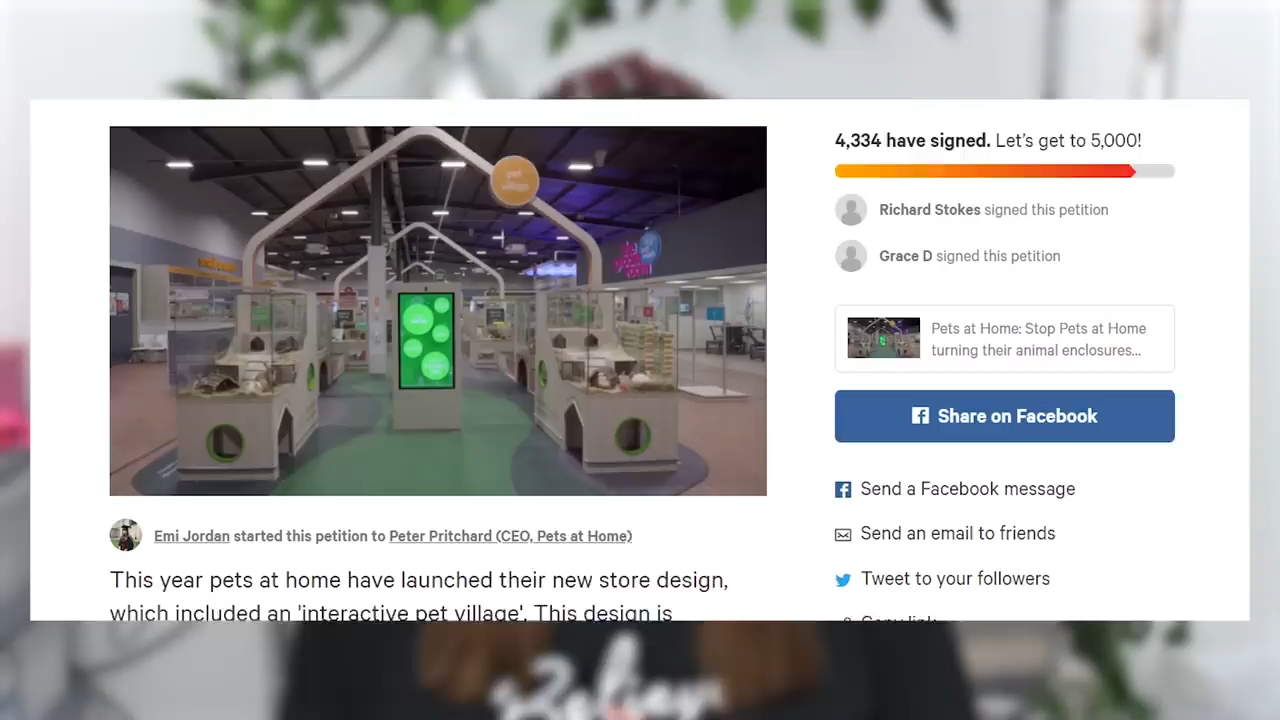 pet
village
4,334 have signed. Let's get to 5,000!
Richard Stokes signed this petition
Grace D signed this petition
Pets at Home: Stop Pets at Home
turning their animal enclosures...
Share on Facebook
Send a Facebook message
Send an email to friends
Tweet to your followers
Copy link
Emi Jordan started this petition to Peter Pritchard (CEO, Pets at Home)
This year pets at home have launched their new store design,
which included an 'interactive pet village'. This design is